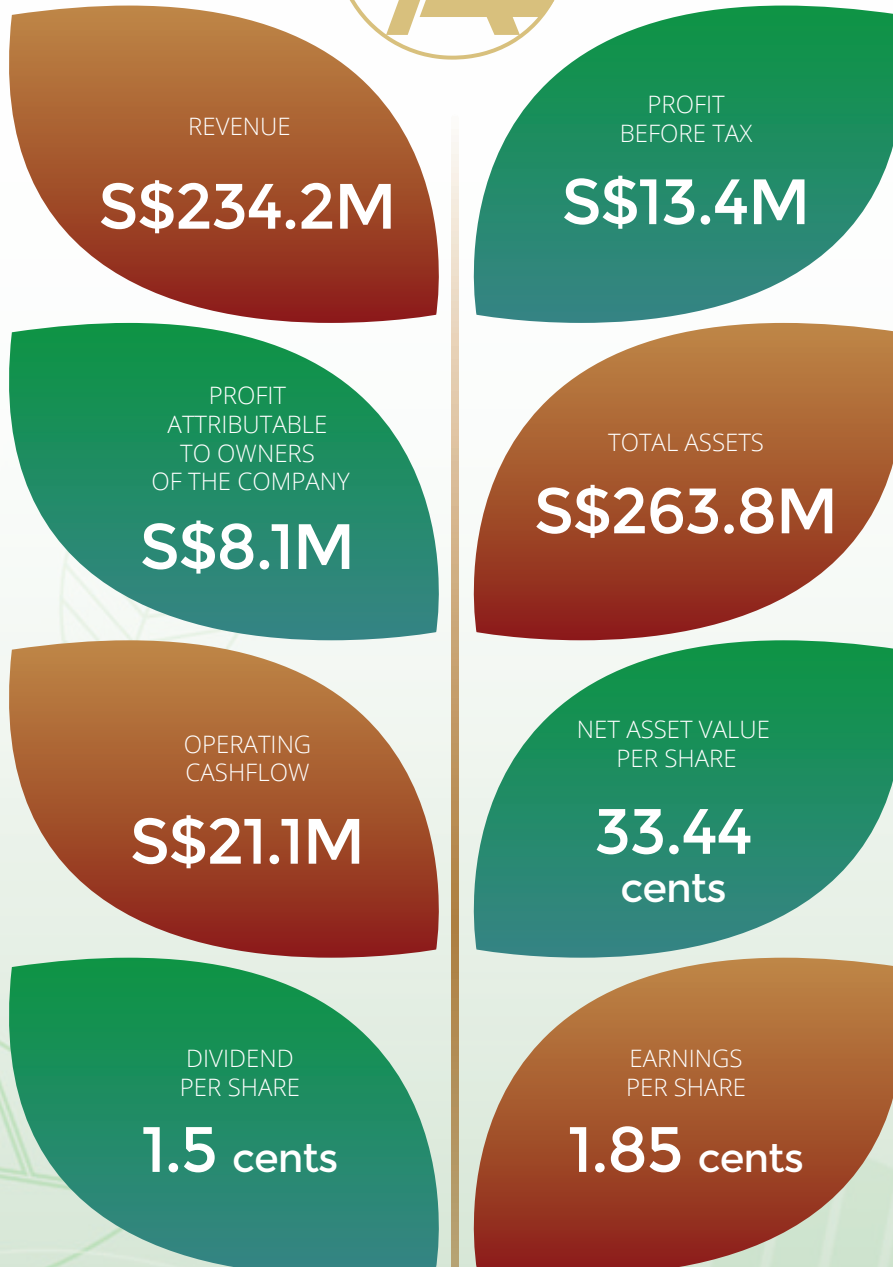 REVENUE
S$234.2M
PROFIT
BEFORE TAX
S$13.4M
PROFIT
ATTRIBUTABLE
TO OWNERS
OF THE COMPANY
S$8.1M
TOTAL ASSETS
S$263.8M
OPERATING
CASHFLOW
S$21.1M
NET ASSET VALUE
PER SHARE
33.44
cents
DIVIDEND
PER SHARE
1.5 cents
EARNINGS
PER SHARE
1.85 cents